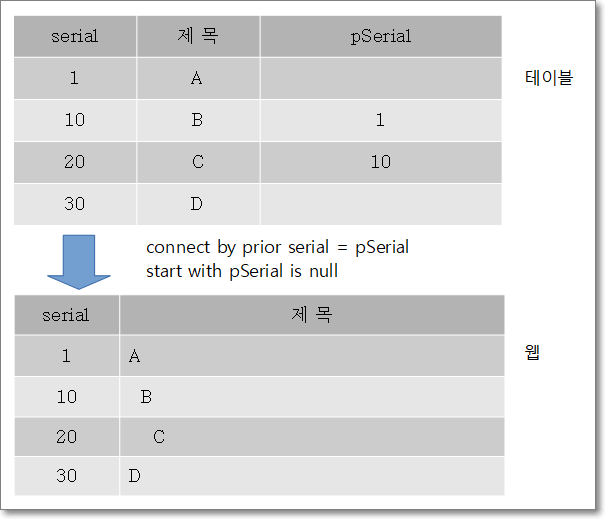 serial 제 목 pSerial
1 A
테이블
10 B 1
20 C 10
30 D
connect by prior serial = pSerial
start with pSerial is null
serial 제 목
1 A
웹
10 B
20 C
30 D